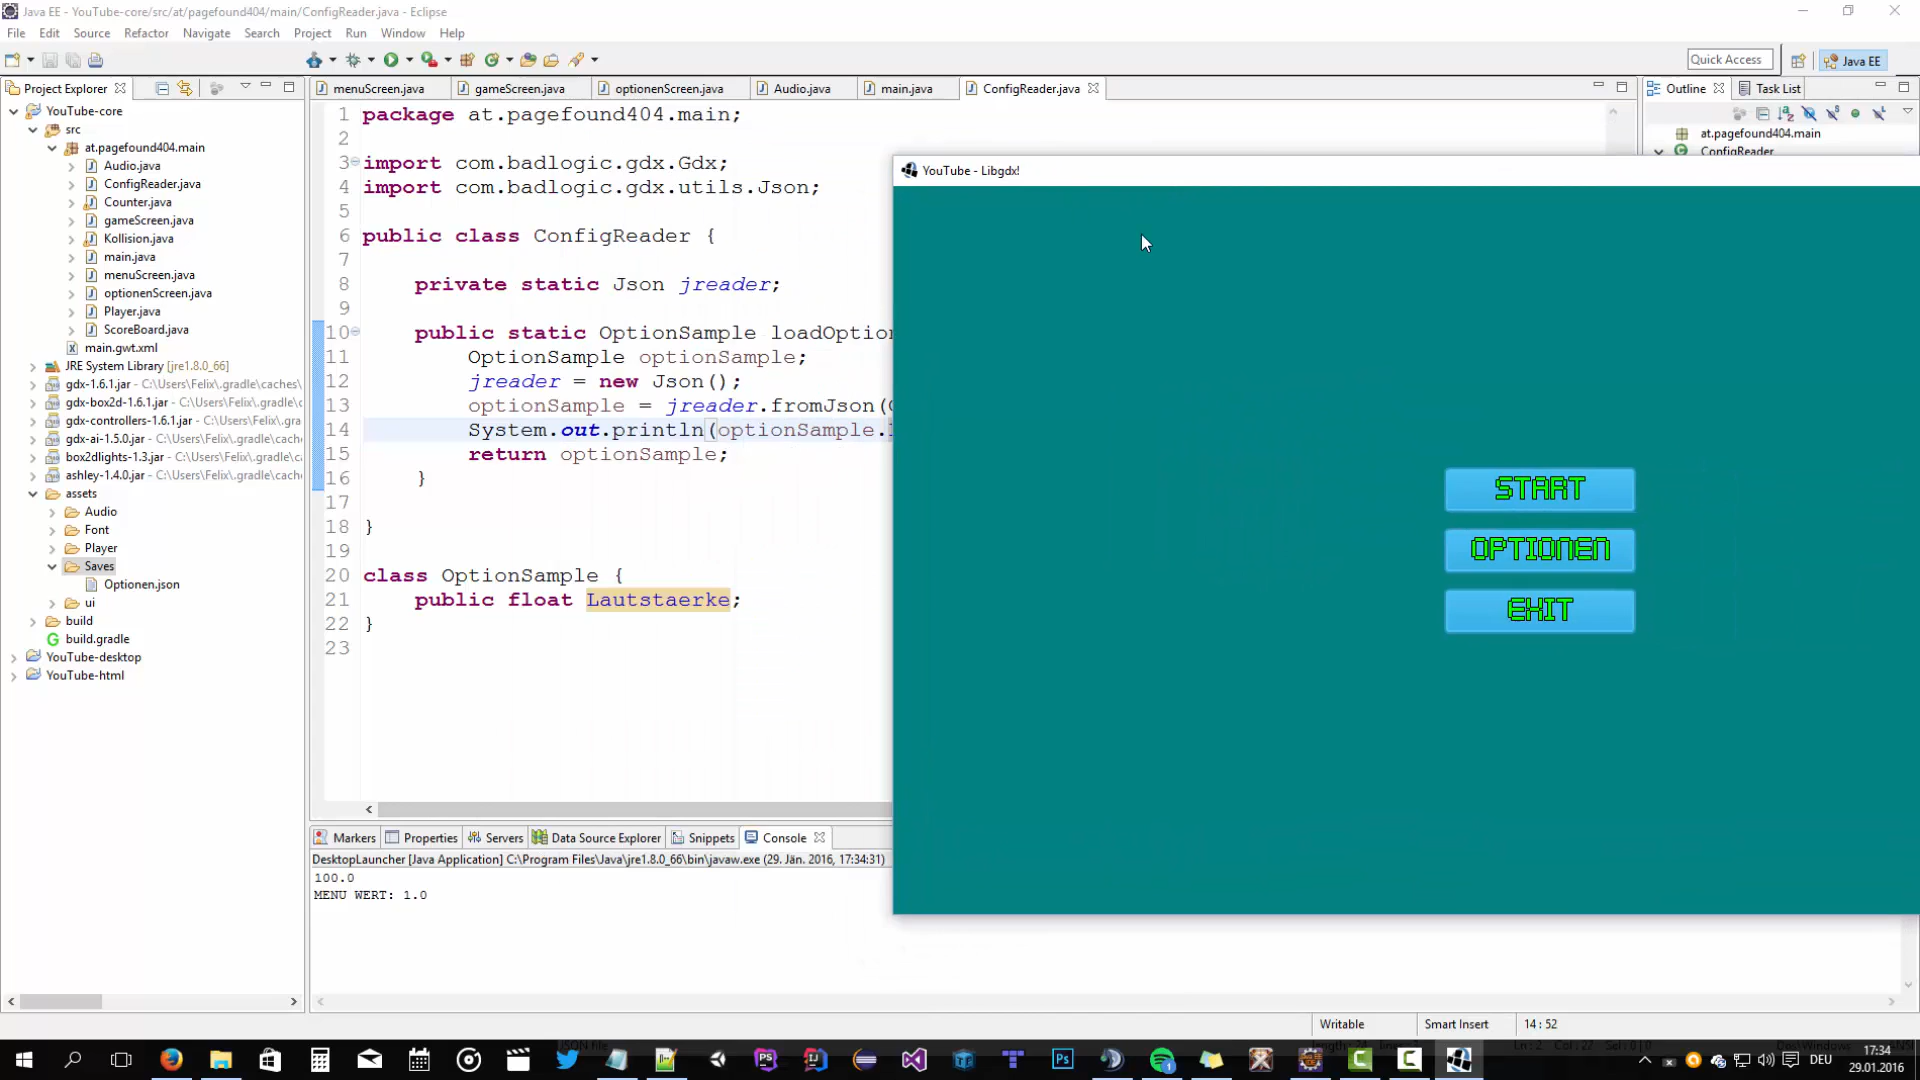 Java EE - YouTube-core/src/at/pagefound404/main/ConfigReader.java - Eclipse
File Edit Source Refactor Navigate Search Project Run Window Help
Quick Access
Java EE
Project Explorer
YouTube-core
src
at.pagefound404.main
Audio.java
ConfigReader.java
Counter.java
gameScreen.java
Kollision.java
main.java
menuScreen.java
optionenScreen.java
Player.java
ScoreBoard.java
main.gwt.xml
JRE System Library [jre1.8.0_66]
gdx-1.6.1.jar - C:\Users\Felix\.gradle\caches\
gdx-box2d-1.6.1.jar - C:\Users\Felix\.gradle\c
gdx-controllers-1.6.1.jar - C:\Users\Felix\.gra
gdx-ai-1.5.0.jar - C:\Users\Felix\.gradle\cache
box2dlights-1.3.jar - C:\Users\Felix\.gradle\ca
ashley-1.4.0.jar - C:\Users\Felix\.gradle\cache
assets
Audio
Font
Player
Saves
Optionen.json
ui
build
build.gradle
YouTube-desktop
YouTube-html
menuScreen.java gameScreen.java optionenScreen.java Audio.java main.java ConfigReader.java
1 package at.pagefound404.main;
2
3 import com.badlogic.gdx.Gdx;
4 import com.badlogic.gdx.utils.Json;
5
6 public class ConfigReader {
7
8 private static Json jreader;
9
10 public static OptionSample loadOption
11 OptionSample optionSample;
12 jreader = new Json();
13 optionSample = jreader.fromJson(
14 System.out.println(optionSample.
15 return optionSample;
16 }
17
18 }
19
20 class OptionSample {
21 public float Lautstaerke;
22 }
23
Outline Task List
at.pagefound404.main
ConfigReader
YouTube - Libgdx!
START
OPTIONEN
EXIT
Markers Properties Servers Data Source Explorer Snippets Console
DesktopLauncher [Java Application] C:\Program Files\Java\jre1.8.0_66\bin\javaw.exe (29. Jän. 2016, 17:34:31)
100.0
MENU WERT: 1.0
Writable Smart Insert 14 : 52
DEU
17:34
29.01.2016